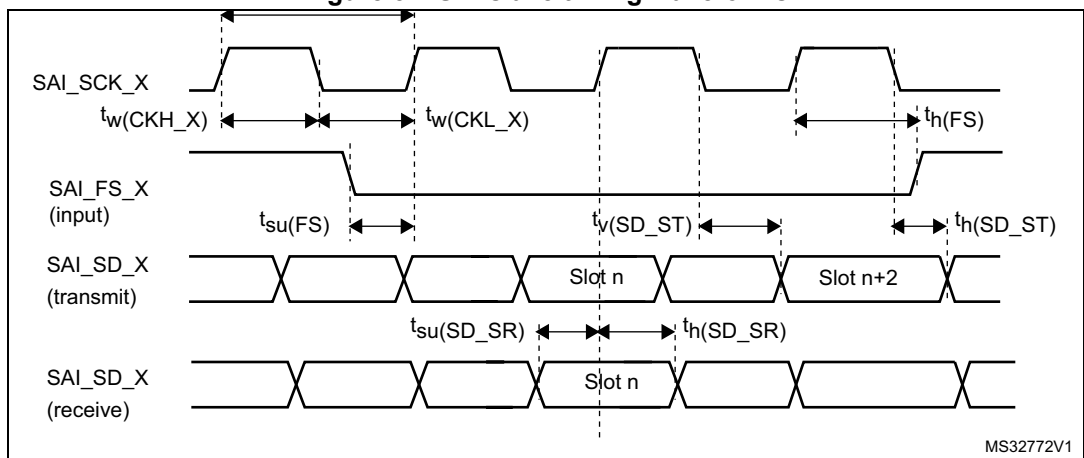 SAI_SCK_X
tw(CKH_X)
tw(CKL_X)
th(FS)
SAI_FS_X
(input)
tsu(FS)
tv(SD_ST)
th(SD_ST)
SAI_SD_X
(transmit)
Slot n
Slot n+2
tsu(SD_SR)
th(SD_SR)
SAI_SD_X
(receive)
Slot n
MS32772V1